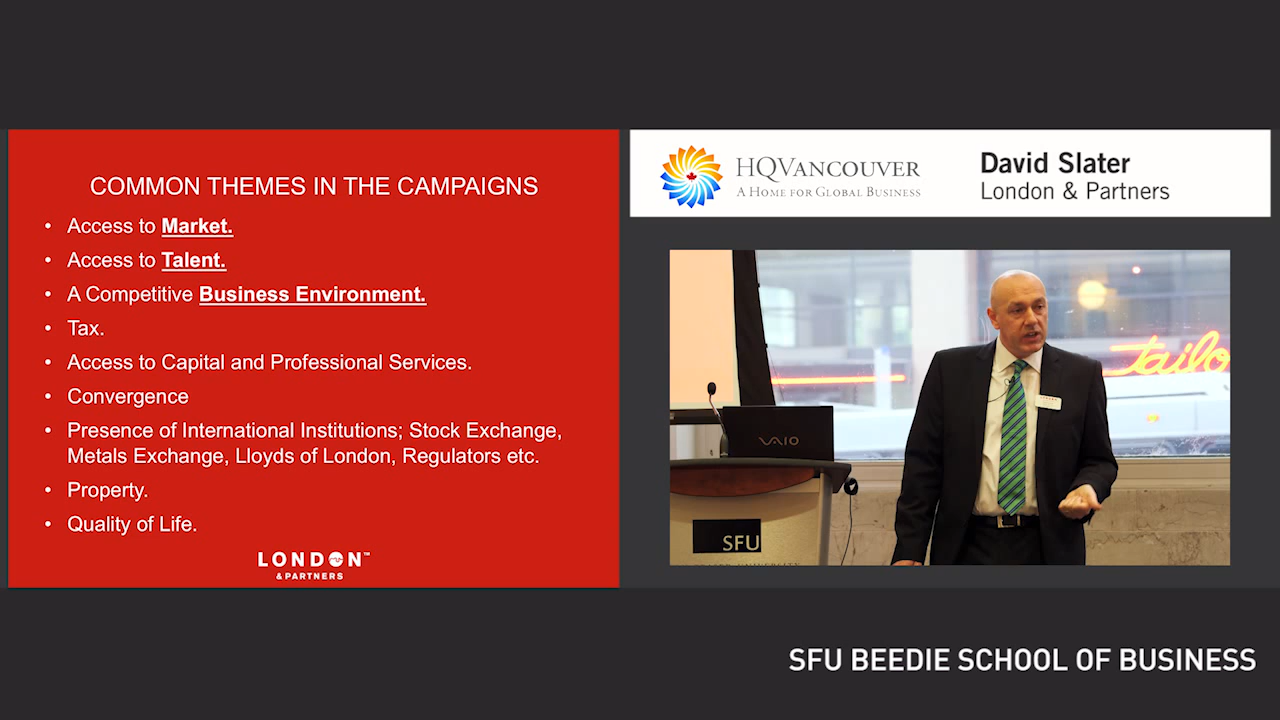 COMMON THEMES IN THE CAMPAIGNS
• Access to Market.
• Access to Talent.
• A Competitive Business Environment.
• Tax.
• Access to Capital and Professional Services.
• Convergence
• Presence of International Institutions; Stock Exchange,
Metals Exchange, Lloyds of London, Regulators etc.
• Property.
• Quality of Life.
LONDON™
& PARTNERS
HQVANCOUVER
A HOME FOR GLOBAL BUSINESS
David Slater
London & Partners
VAIO
SFU
SFU BEEDIE SCHOOL OF BUSINESS